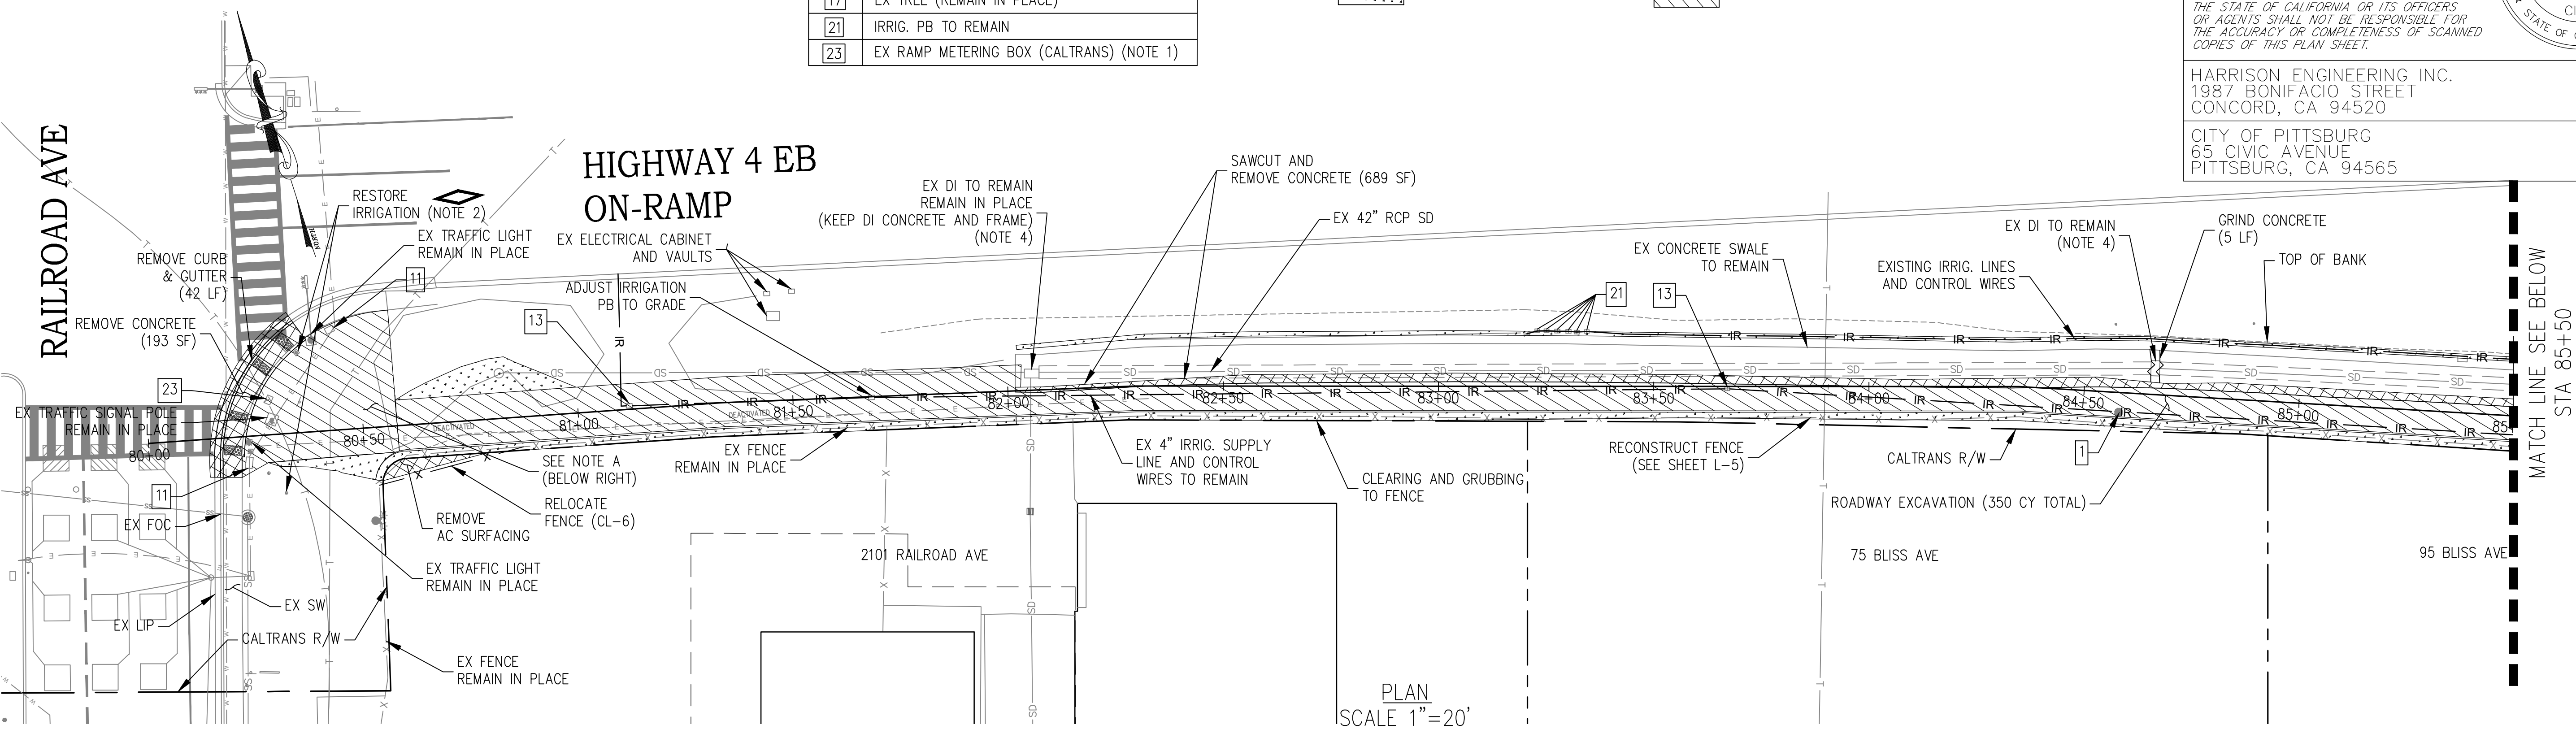 17 EX TREE (REMAIN IN PLACE)
21 IRRIG. PB TO REMAIN
23 EX RAMP METERING BOX (CALTRANS) (NOTE 1)
THE STATE OF CALIFORNIA OR ITS OFFICERS
OR AGENTS SHALL NOT BE RESPONSIBLE FOR
THE ACCURACY OR COMPLETENESS OF SCANNED
COPIES OF THIS PLAN SHEET.
HARRISON ENGINEERING INC.
1987 BONIFACIO STREET
CONCORD, CA 94520
CITY OF PITTSBURG
65 CIVIC AVENUE
PITTSBURG, CA 94565
STATE OF
CI
RAILROAD AVE
HIGHWAY 4 EB
ON-RAMP
NORTH
RESTORE
IRRIGATION (NOTE 2)
EX TRAFFIC LIGHT
REMAIN IN PLACE
11
REMOVE CURB
& GUTTER
(42 LF)
REMOVE CONCRETE
(193 SF)
23
EX TRAFFIC SIGNAL POLE
REMAIN IN PLACE
11
EX FOC
EX LIP
EX SW
CALTRANS R/W
EX FENCE
REMAIN IN PLACE
EX TRAFFIC LIGHT
REMAIN IN PLACE
REMOVE
AC SURFACING
RELOCATE
FENCE (CL-6)
SEE NOTE A
(BELOW RIGHT)
EX FENCE
REMAIN IN PLACE
EX ELECTRICAL CABINET
AND VAULTS
ADJUST IRRIGATION
PB TO GRADE
13
EX DI TO REMAIN
REMAIN IN PLACE
(KEEP DI CONCRETE AND FRAME)
(NOTE 4)
SAWCUT AND
REMOVE CONCRETE (689 SF)
EX 42" RCP SD
EX CONCRETE SWALE
TO REMAIN
21
13
EXISTING IRRIG. LINES
AND CONTROL WIRES
EX DI TO REMAIN
(NOTE 4)
GRIND CONCRETE
(5 LF)
TOP OF BANK
80+00
80+50
81+00
81+50
82+00
82+50
83+00
83+50
84+00
84+50
85+00
85
DEACTIVATED
DEACTIVATED
EX 4" IRRIG. SUPPLY
LINE AND CONTROL
WIRES TO REMAIN
CLEARING AND GRUBBING
TO FENCE
RECONSTRUCT FENCE
(SEE SHEET L-5)
CALTRANS R/W
1
ROADWAY EXCAVATION (350 CY TOTAL)
2101 RAILROAD AVE
75 BLISS AVE
95 BLISS AVE
MATCH LINE SEE BELOW
STA 85+50
PLAN
SCALE 1"=20'